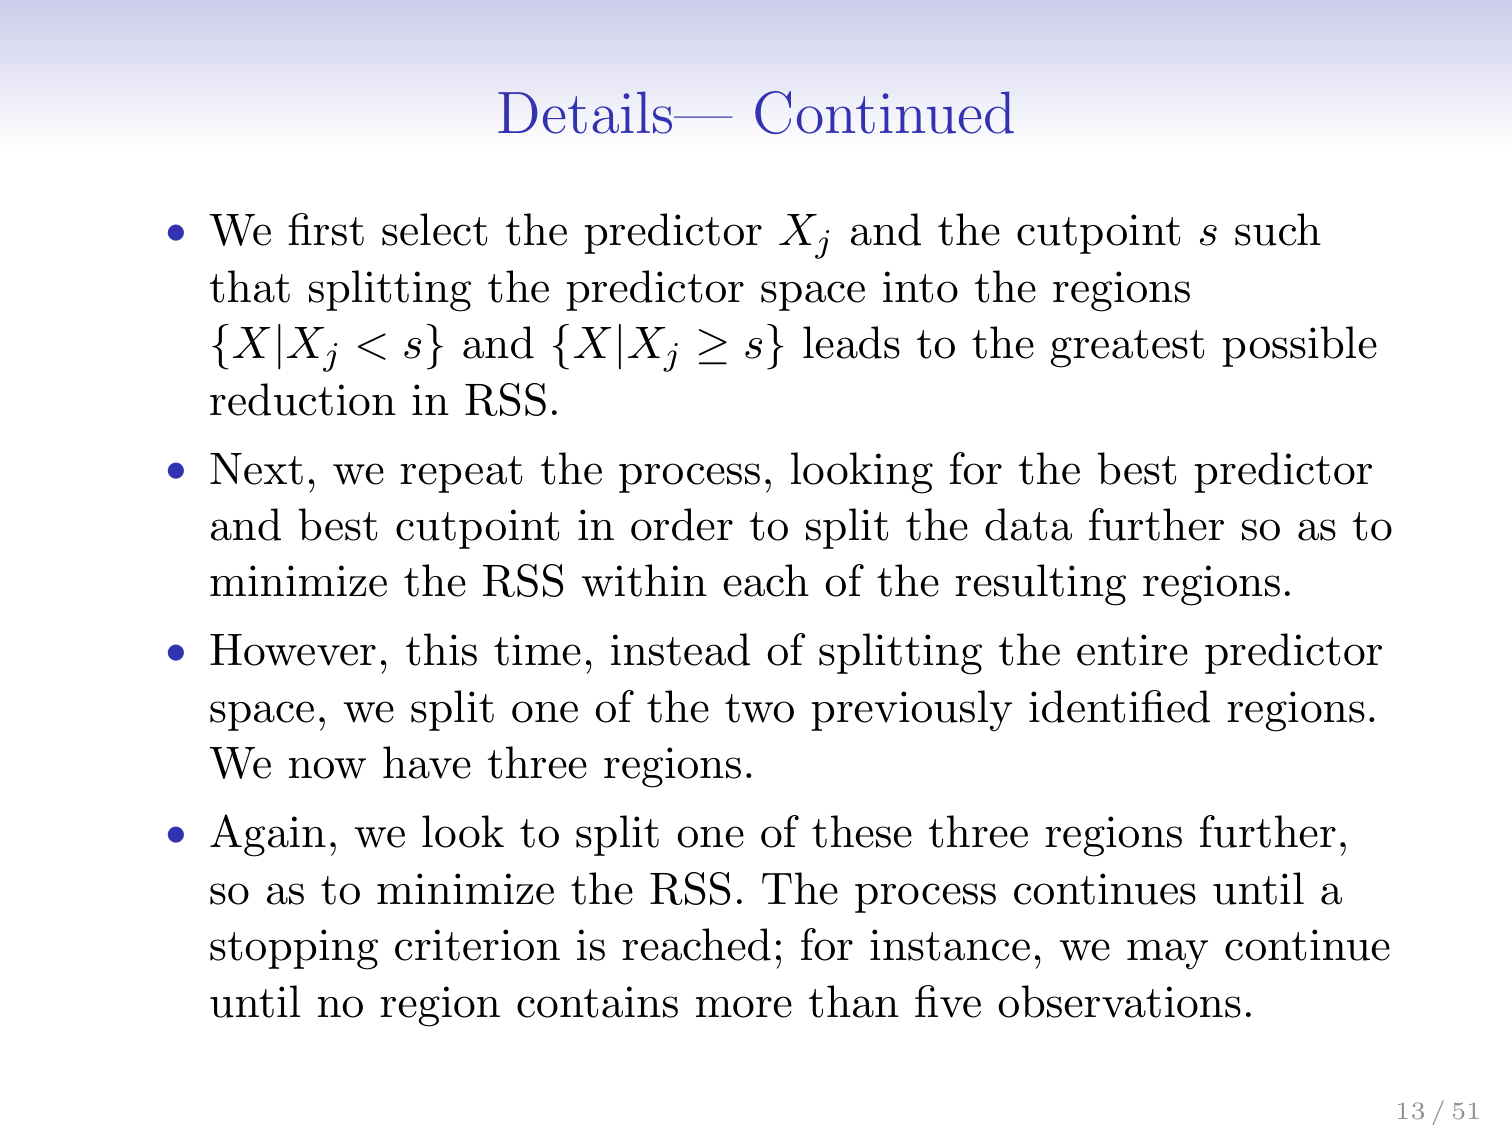 Details— Continued
• We first select the predictor Xj and the cutpoint s such
that splitting the predictor space into the regions
{X|Xj < s} and {X|Xj ≥ s} leads to the greatest possible
reduction in RSS.
• Next, we repeat the process, looking for the best predictor
and best cutpoint in order to split the data further so as to
minimize the RSS within each of the resulting regions.
• However, this time, instead of splitting the entire predictor
space, we split one of the two previously identified regions.
We now have three regions.
• Again, we look to split one of these three regions further,
so as to minimize the RSS. The process continues until a
stopping criterion is reached; for instance, we may continue
until no region contains more than five observations.
13 / 51